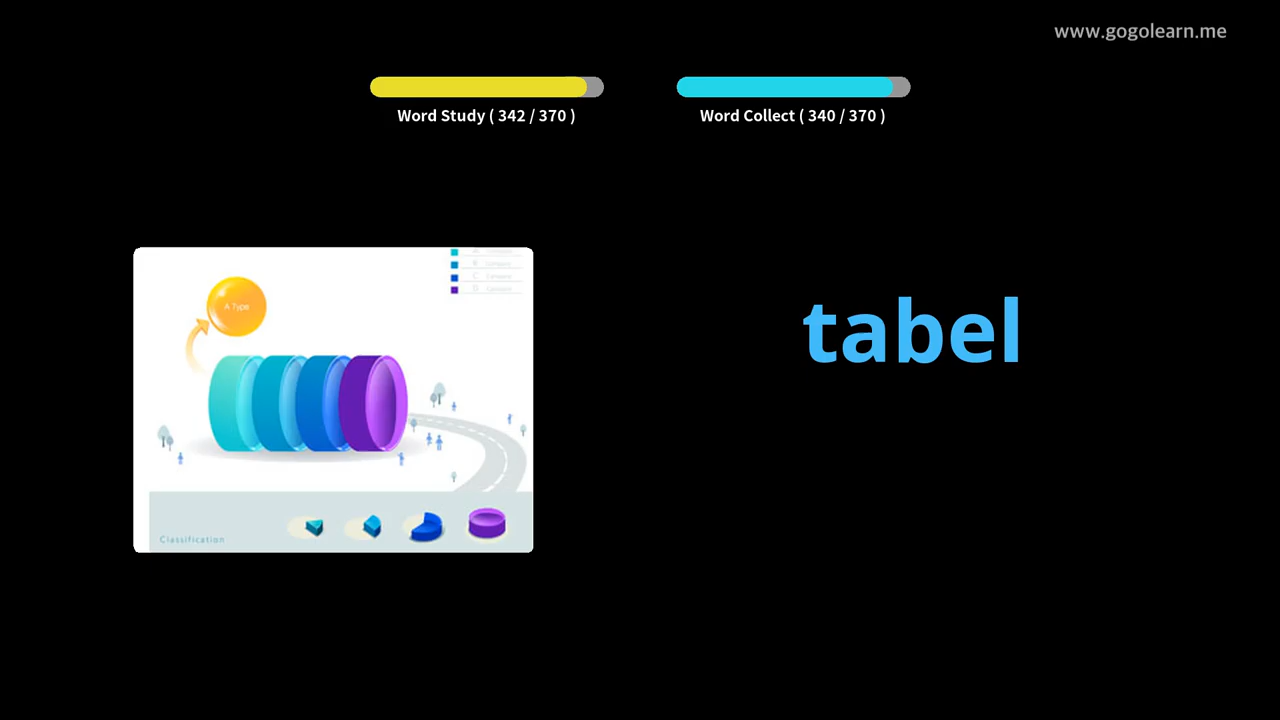 www.gogolearn.me
Word Study ( 342 / 370 )
Word Collect ( 340 / 370 )
A Type
tabel
Classification